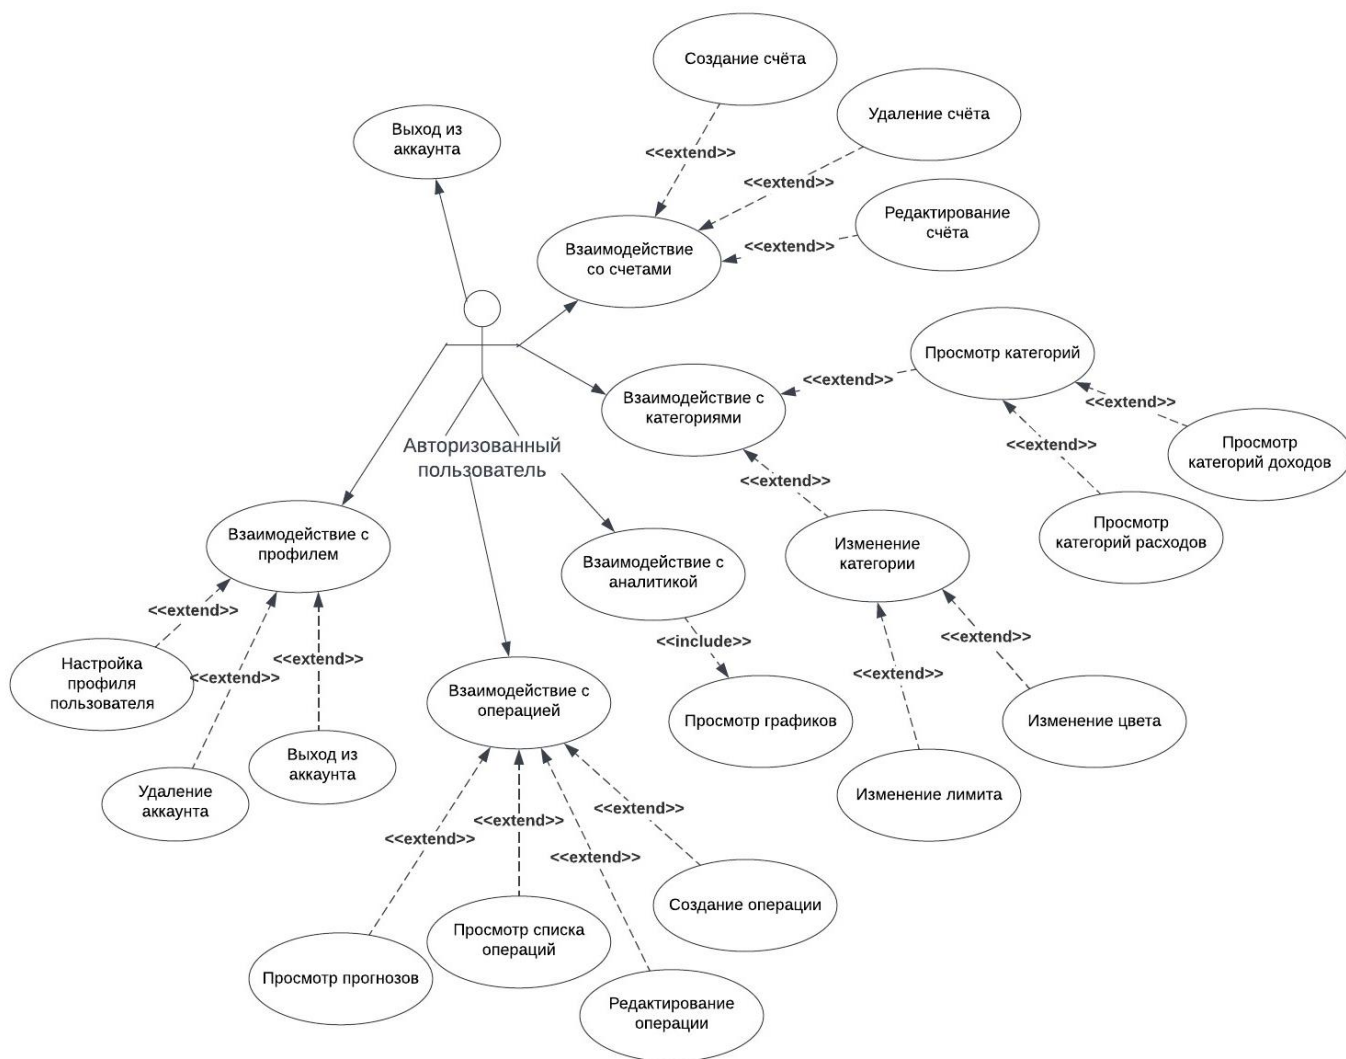 Создание счёта
Удаление счёта
Выход из
аккаунта
<<extend>>
<<extend>>
Редактирование
счёта
<<extend>>
Взаимодействие
со счетами
Просмотр категорий
<<extend>>
Взаимодействие с
категориями
<<extend>>
Авторизованный
пользователь
<<extend>>
Просмотр
категорий доходов
<<extend>>
Просмотр
категорий расходов
Взаимодействие с
профилем
Изменение
категории
Взаимодействие с
аналитикой
<<extend>>
<<include>>
<<extend>>
<<extend>>
<<extend>>
<<extend>>
Настройка
профиля
пользователя
Взаимодействие с
операцией
Просмотр графиков
Изменение цвета
Выход из
аккаунта
Удаление
аккаунта
Изменение лимита
<<extend>>
<<extend>>
<<extend>>
<<extend>>
Создание операции
Просмотр списка
операций
Просмотр прогнозов
Редактирование
операции